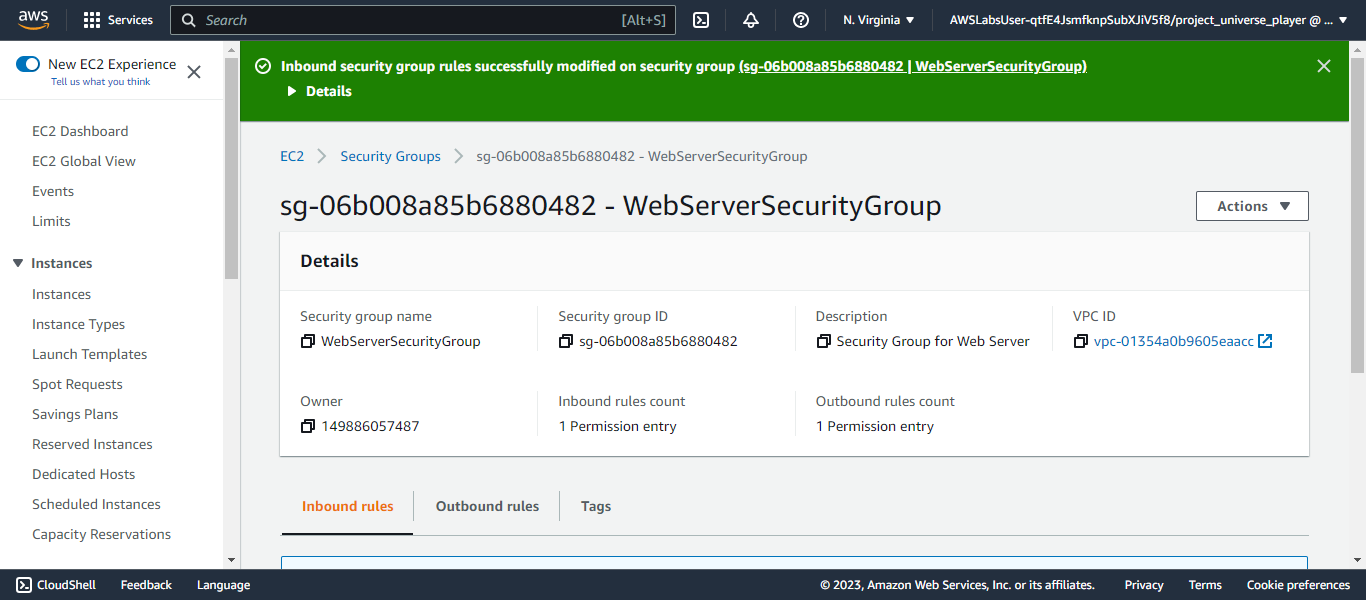 aws
Services
Search
[Alt+S]
N. Virginia
AWSLabsUser-qtfE4JsmfknpSubXJiV5f8/project_universe_player @ ...
New EC2 Experience
Tell us what you think
EC2 Dashboard
EC2 Global View
Events
Limits
Instances
Instances
Instance Types
Launch Templates
Spot Requests
Savings Plans
Reserved Instances
Dedicated Hosts
Scheduled Instances
Capacity Reservations
Inbound security group rules successfully modified on security group (sg-06b008a85b6880482 | WebServerSecurityGroup)
Details
EC2 Security Groups sg-06b008a85b6880482 - WebServerSecurityGroup
sg-06b008a85b6880482 - WebServerSecurityGroup
Actions
Details
Security group name
WebServerSecurityGroup
Security group ID
sg-06b008a85b6880482
Description
Security Group for Web Server
VPC ID
vpc-01354a0b9605eaacc
Owner
149886057487
Inbound rules count
1 Permission entry
Outbound rules count
1 Permission entry
Inbound rules
Outbound rules
Tags
CloudShell
Feedback
Language
© 2023, Amazon Web Services, Inc. or its affiliates.
Privacy
Terms
Cookie preferences